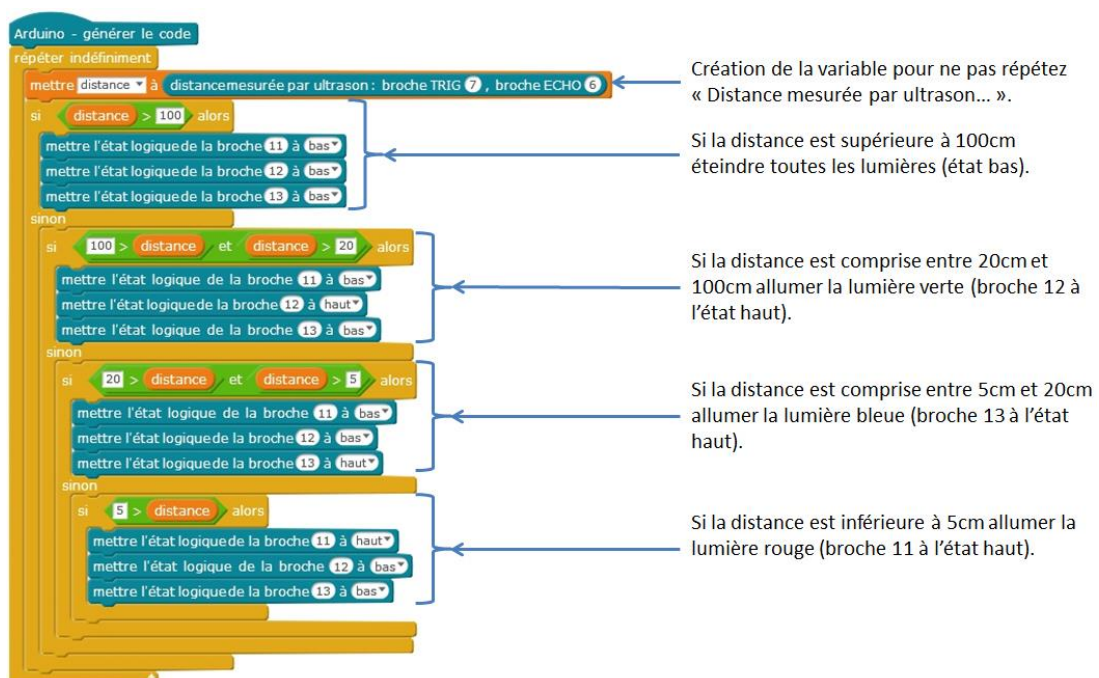 Arduino - générer le code
répéter indéfiniment
mettre distance à distancemesurée par ultrason : broche TRIG 7 , broche ECHO 6
Création de la variable pour ne pas répétez
« Distance mesurée par ultrason... ».
si distance > 100 alors
mettre l'état logique de la broche 11 à bas
mettre l'état logique de la broche 12 à bas
mettre l'état logique de la broche 13 à bas
Si la distance est supérieure à 100cm
éteindre toutes les lumières (état bas).
sinon
si 100 > distance et distance > 20 alors
mettre l'état logique de la broche 11 à bas
mettre l'état logique de la broche 12 à haut
mettre l'état logique de la broche 13 à bas
Si la distance est comprise entre 20cm et
100cm allumer la lumière verte (broche 12 à
l'état haut).
sinon
si 20 > distance et distance > 5 alors
mettre l'état logique de la broche 11 à bas
mettre l'état logique de la broche 12 à bas
mettre l'état logique de la broche 13 à haut
Si la distance est comprise entre 5cm et 20cm
allumer la lumière bleue (broche 13 à l'état
haut).
sinon
si 5 > distance alors
mettre l'état logique de la broche 11 à haut
mettre l'état logique de la broche 12 à bas
mettre l'état logique de la broche 13 à bas
Si la distance est inférieure à 5cm allumer la
lumière rouge (broche 11 à l'état haut).